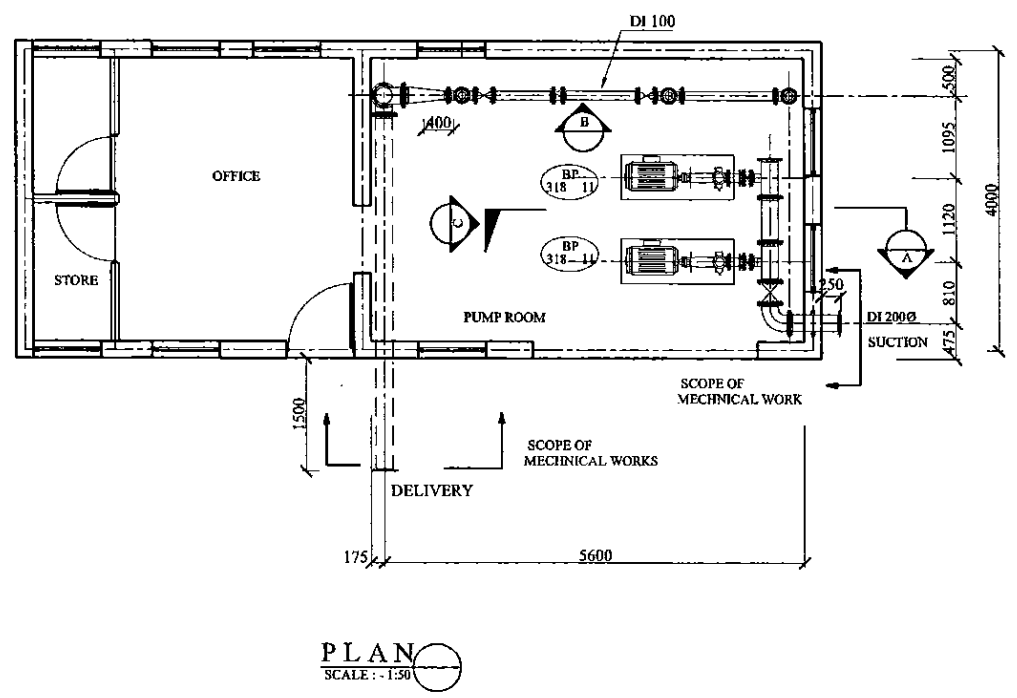 DI 100
500
400
B
1095
OFFICE
BP
318 11
4000
C
1120
BP
318 11
A
STORE
250
810
PUMP ROOM
DI 200Ø
SUCTION
475
SCOPE OF
MECHNICAL WORK
1500
SCOPE OF
MECHNICAL WORKS
DELIVERY
175
5600
PLAN
SCALE : - 1:50